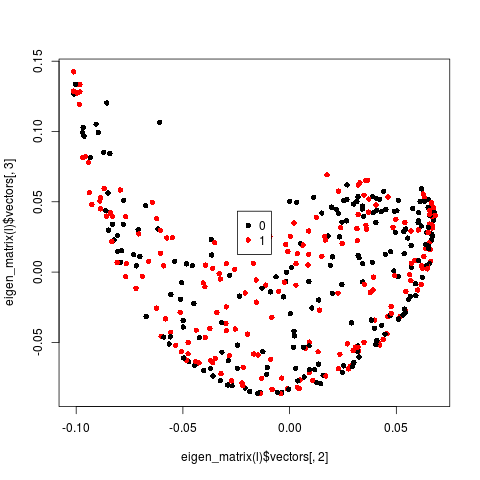 0.15
0.10
0.05
0.00
-0.05
eigen_matrix(l)$vectors[, 3]
0
1
-0.10 -0.05 0.00 0.05
eigen_matrix(l)$vectors[, 2]